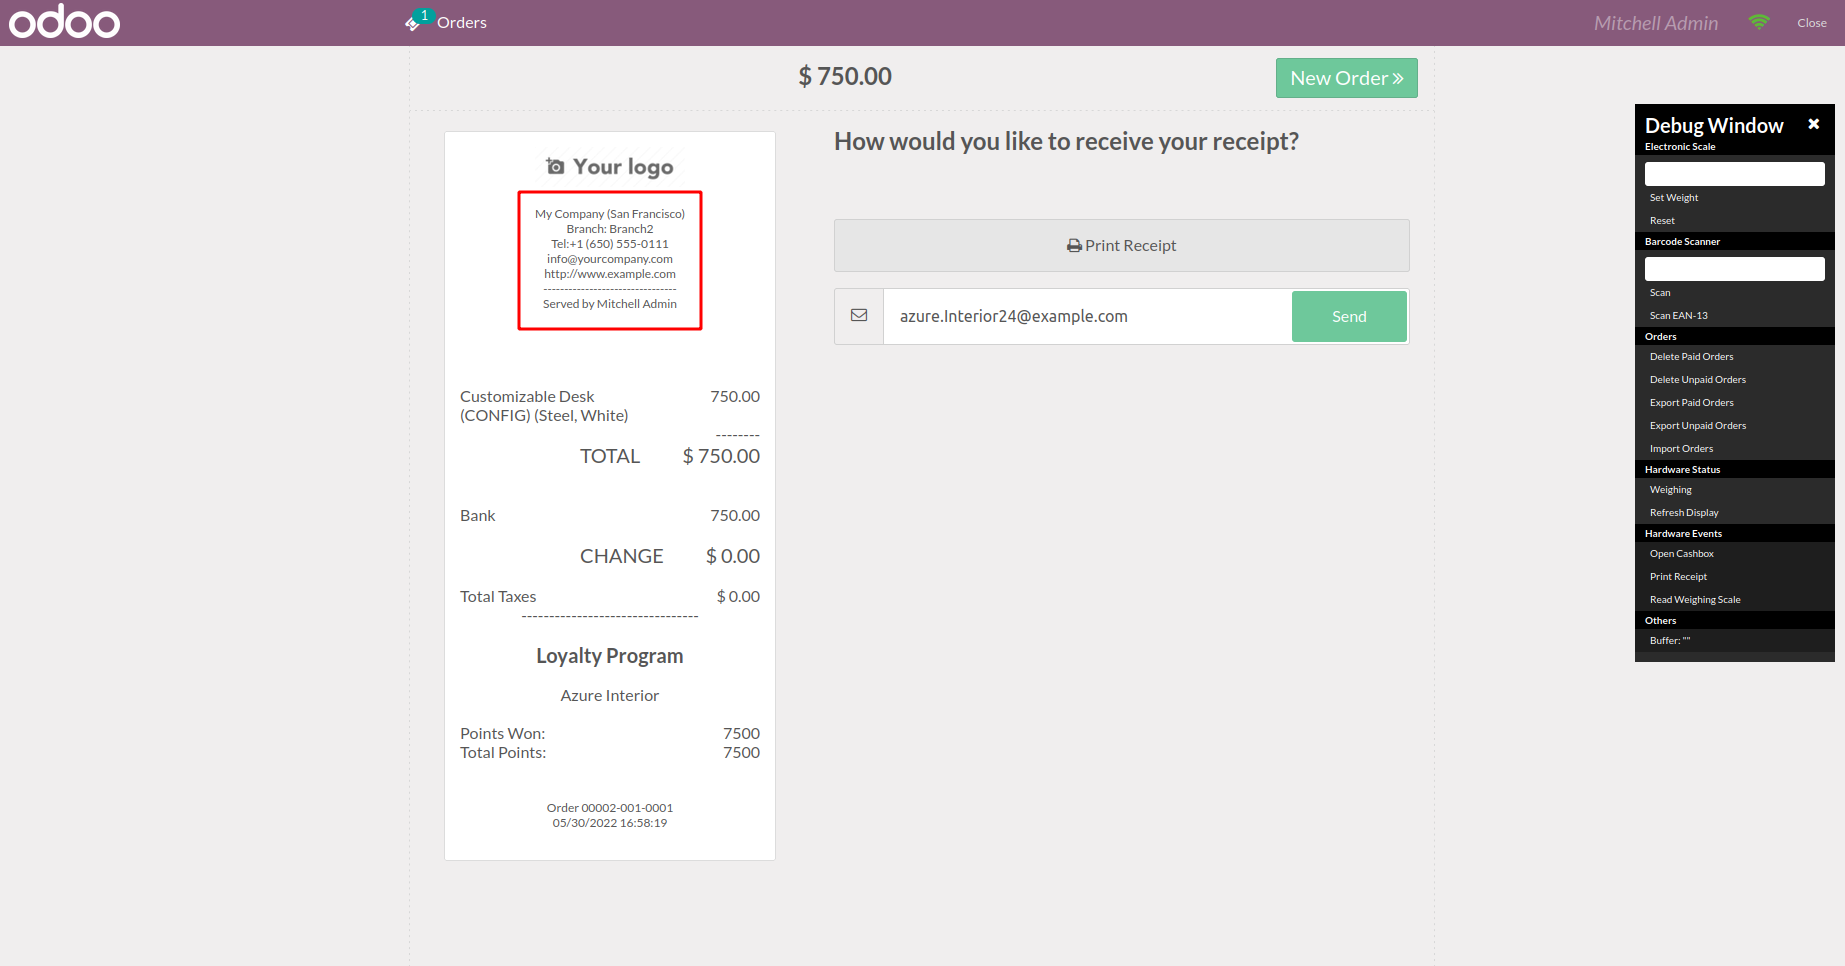 odoo
1
Orders
Mitchell Admin
Close
$ 750.00
New Order »
Your logo
My Company (San Francisco)
Branch: Branch2
Tel:+1 (650) 555-0111
info@yourcompany.com
http://www.example.com
--------------------------------
Served by Mitchell Admin
Customizable Desk 750.00
(CONFIG) (Steel, White)
--------
TOTAL $ 750.00
Bank 750.00
CHANGE $ 0.00
Total Taxes $ 0.00
--------------------------------
Loyalty Program
Azure Interior
Points Won: 7500
Total Points: 7500
Order 00002-001-0001
05/30/2022 16:58:19
How would you like to receive your receipt?
Print Receipt
azure.Interior24@example.com
Send
Debug Window
Electronic Scale
Set Weight
Reset
Barcode Scanner
Scan
Scan EAN-13
Orders
Delete Paid Orders
Delete Unpaid Orders
Export Paid Orders
Export Unpaid Orders
Import Orders
Hardware Status
Weighing
Refresh Display
Hardware Events
Open Cashbox
Print Receipt
Read Weighing Scale
Others
Buffer: ""